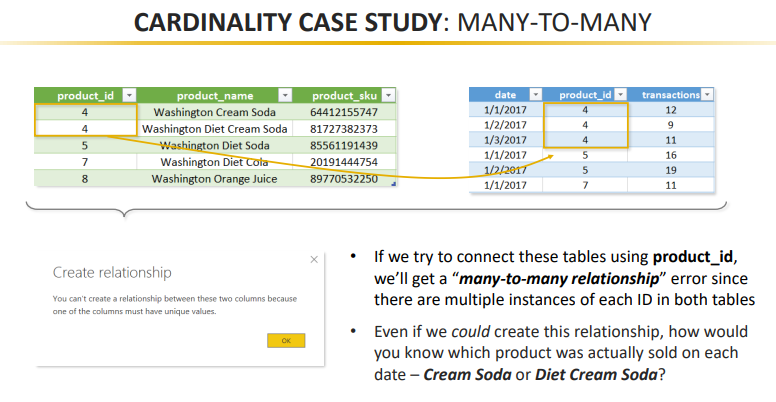 CARDINALITY CASE STUDY: MANY-TO-MANY
product_id product_name product_sku
4 Washington Cream Soda 64412155747
4 Washington Diet Cream Soda 81727382373
5 Washington Diet Soda 85561191439
7 Washington Diet Cola 20191444754
8 Washington Orange Juice 89770532250
date product_id transactions
1/1/2017 4 12
1/2/2017 4 9
1/3/2017 4 11
1/1/2017 5 16
1/2/2017 5 19
1/1/2017 7 11
Create relationship
You can't create a relationship between these two columns because
one of the columns must have unique values.
OK
• If we try to connect these tables using product_id,
we'll get a “many-to-many relationship” error since
there are multiple instances of each ID in both tables
• Even if we could create this relationship, how would
you know which product was actually sold on each
date – Cream Soda or Diet Cream Soda?